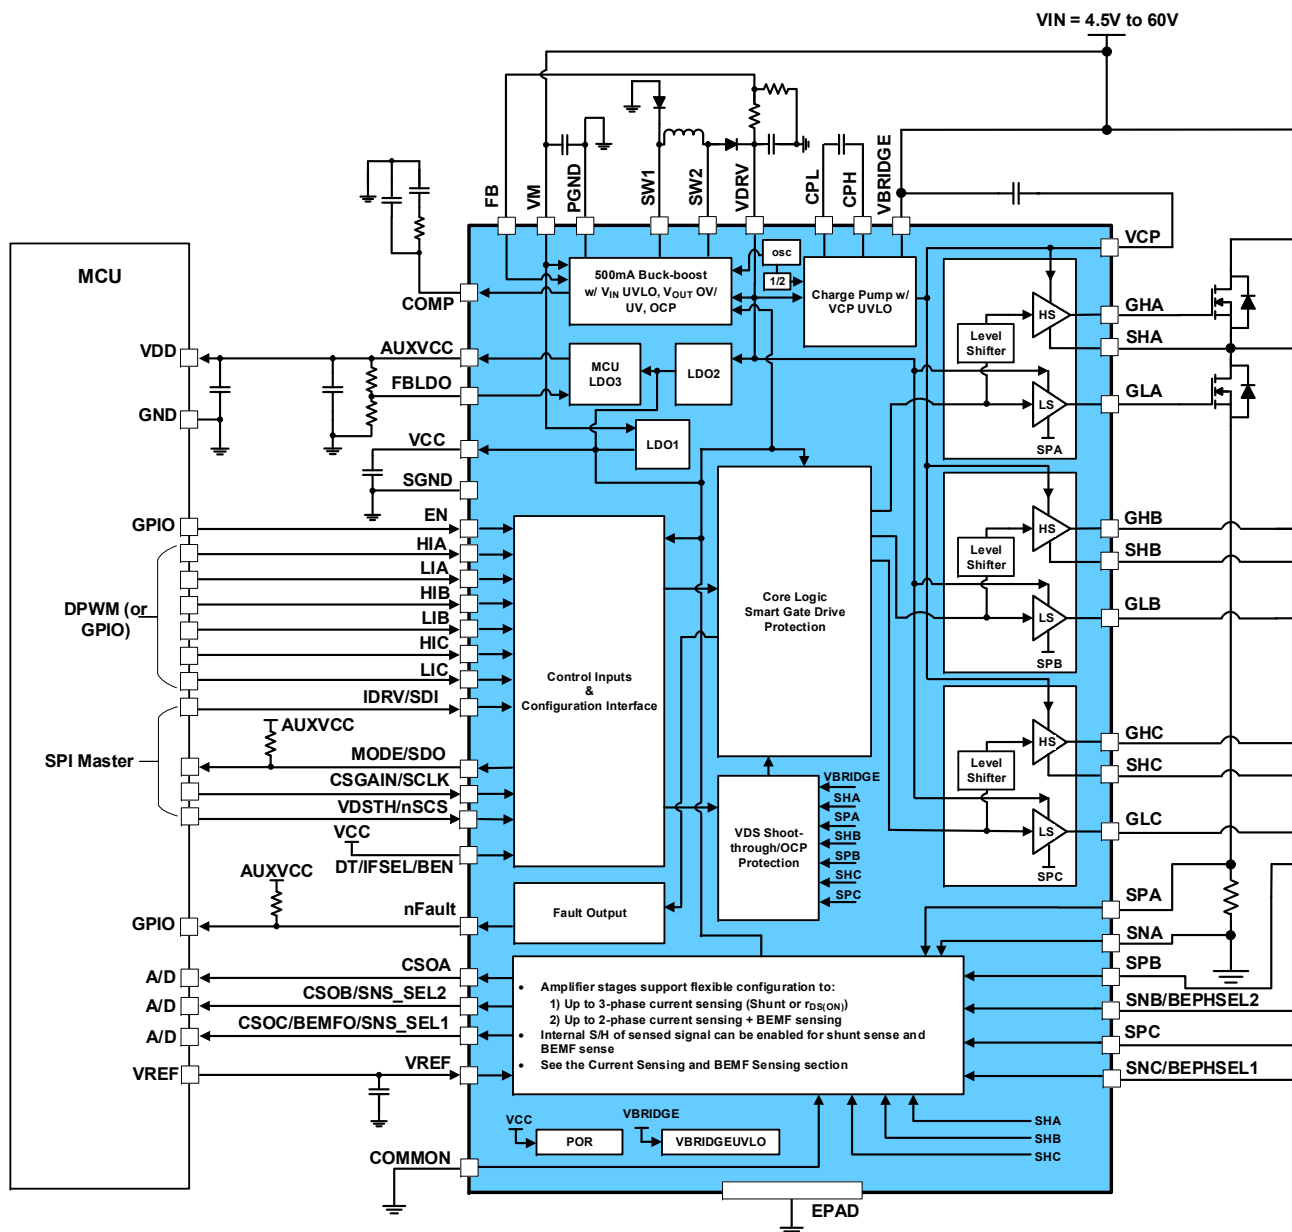 VIN = 4.5V to 60V
FB
VM
PGND
SW1
SW2
VDRV
CPL
CPH
VBRIDGE
MCU
VDD
GND
GPIO
DPWM (or
GPIO)
SPI Master
GPIO
A/D
A/D
A/D
VREF
COMP
AUXVCC
FBLDO
VCC
SGND
EN
HIA
LIA
HIB
LIB
HIC
LIC
IDRV/SDI
AUXVCC
MODE/SDO
CSGAIN/SCLK
VDSTH/nSCS
VCC
DT/IFSEL/BEN
AUXVCC
nFault
CSOA
CSOB/SNS_SEL2
CSOC/BEMFO/SNS_SEL1
VREF
COMMON
500mA Buck-boost
w/ VIN UVLO, VOUT OV/
UV, OCP
osc
1/2
Charge Pump w/
VCP UVLO
MCU
LDO3
LDO2
LDO1
Control Inputs
&
Configuration Interface
Core Logic
Smart Gate Drive
Protection
VDS Shoot-
through/OCP
Protection
VBRIDGE
SHA
SPA
SHB
SPB
SHC
SPC
Fault Output
• Amplifier stages support flexible configuration to:
1) Up to 3-phase current sensing (Shunt or rDS(ON))
2) Up to 2-phase current sensing + BEMF sensing
• Internal S/H of sensed signal can be enabled for shunt sense and
BEMF sense
• See the Current Sensing and BEMF Sensing section
VCC
POR
VBRIDGE
VBRIDGEUVLO
SHA
SHB
SHC
EPAD
Level
Shifter
HS
LS
SPA
Level
Shifter
HS
LS
SPB
Level
Shifter
HS
LS
SPC
VCP
GHA
SHA
GLA
GHB
SHB
GLB
GHC
SHC
GLC
SPA
SNA
SPB
SNB/BEPHSEL2
SPC
SNC/BEPHSEL1